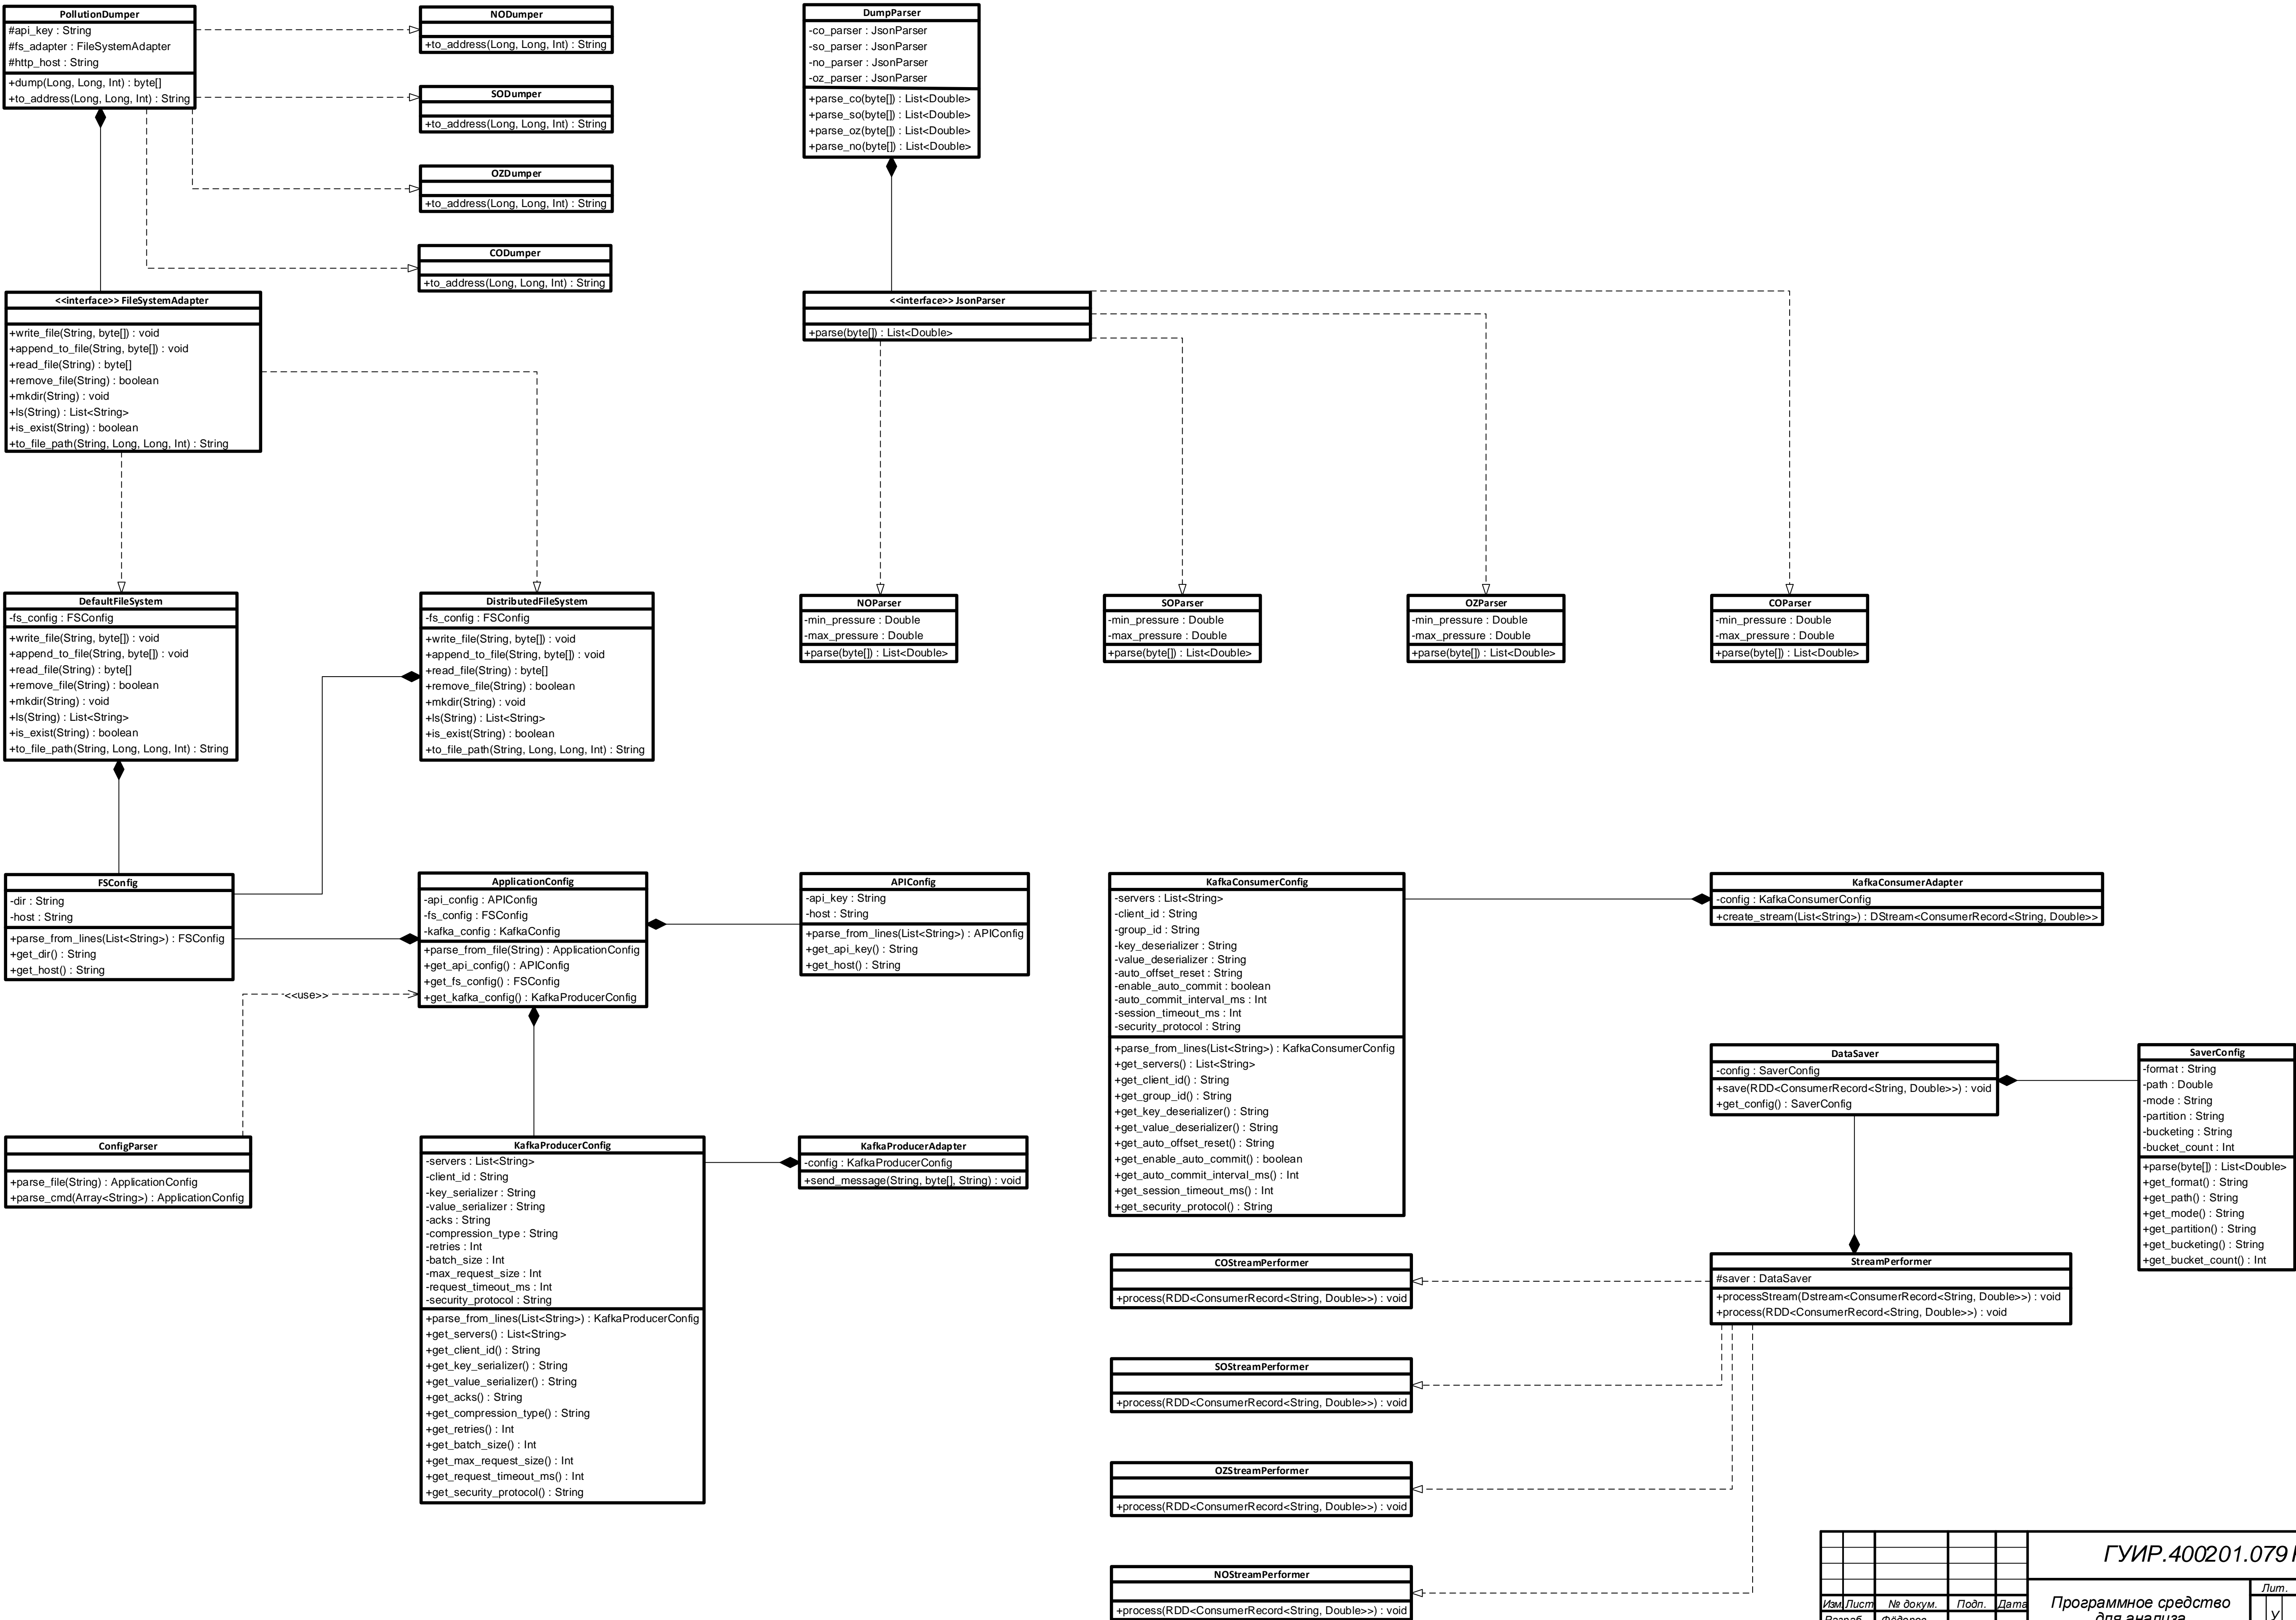 PollutionDumper
#api_key : String
#fs_adapter : FileSystemAdapter
#http_host : String
+dump(Long, Long, Int) : byte[]
+to_address(Long, Long, Int) : String
NODumper
+to_address(Long, Long, Int) : String
SODumper
+to_address(Long, Long, Int) : String
OZDumper
+to_address(Long, Long, Int) : String
CODumper
+to_address(Long, Long, Int) : String
DumpParser
-co_parser : JsonParser
-so_parser : JsonParser
-no_parser : JsonParser
-oz_parser : JsonParser
+parse_co(byte[]) : List<Double>
+parse_so(byte[]) : List<Double>
+parse_oz(byte[]) : List<Double>
+parse_no(byte[]) : List<Double>
<<interface>> FileSystemAdapter
+write_file(String, byte[]) : void
+append_to_file(String, byte[]) : void
+read_file(String) : byte[]
+remove_file(String) : boolean
+mkdir(String) : void
+ls(String) : List<String>
+is_exist(String) : boolean
+to_file_path(String, Long, Long, Int) : String
<<interface>> JsonParser
+parse(byte[]) : List<Double>
DefaultFileSystem
-fs_config : FSConfig
+write_file(String, byte[]) : void
+append_to_file(String, byte[]) : void
+read_file(String) : byte[]
+remove_file(String) : boolean
+mkdir(String) : void
+ls(String) : List<String>
+is_exist(String) : boolean
+to_file_path(String, Long, Long, Int) : String
DistributedFileSystem
-fs_config : FSConfig
+write_file(String, byte[]) : void
+append_to_file(String, byte[]) : void
+read_file(String) : byte[]
+remove_file(String) : boolean
+mkdir(String) : void
+ls(String) : List<String>
+is_exist(String) : boolean
+to_file_path(String, Long, Long, Int) : String
NOParser
-min_pressure : Double
-max_pressure : Double
+parse(byte[]) : List<Double>
SOParser
-min_pressure : Double
-max_pressure : Double
+parse(byte[]) : List<Double>
OZParser
-min_pressure : Double
-max_pressure : Double
+parse(byte[]) : List<Double>
COParser
-min_pressure : Double
-max_pressure : Double
+parse(byte[]) : List<Double>
FSConfig
-dir : String
-host : String
+parse_from_lines(List<String>) : FSConfig
+get_dir() : String
+get_host() : String
ApplicationConfig
-api_config : APIConfig
-fs_config : FSConfig
-kafka_config : KafkaConfig
+parse_from_file(String) : ApplicationConfig
+get_api_config() : APIConfig
+get_fs_config() : FSConfig
+get_kafka_config() : KafkaProducerConfig
APIConfig
-api_key : String
-host : String
+parse_from_lines(List<String>) : APIConfig
+get_api_key() : String
+get_host() : String
<<use>>
KafkaConsumerConfig
-servers : List<String>
-client_id : String
-group_id : String
-key_deserializer : String
-value_deserializer : String
-auto_offset_reset : String
-enable_auto_commit : boolean
-auto_commit_interval_ms : Int
-session_timeout_ms : Int
-security_protocol : String
+parse_from_lines(List<String>) : KafkaConsumerConfig
+get_servers() : List<String>
+get_client_id() : String
+get_group_id() : String
+get_key_deserializer() : String
+get_value_deserializer() : String
+get_auto_offset_reset() : String
+get_enable_auto_commit() : boolean
+get_auto_commit_interval_ms() : Int
+get_session_timeout_ms() : Int
+get_security_protocol() : String
KafkaConsumerAdapter
-config : KafkaConsumerConfig
+create_stream(List<String>) : DStream<ConsumerRecord<String, Double>>
DataSaver
-config : SaverConfig
+save(RDD<ConsumerRecord<String, Double>>) : void
+get_config() : SaverConfig
SaverConfig
-format : String
-path : Double
-mode : String
-partition : String
-bucketing : String
-bucket_count : Int
+parse(byte[]) : List<Double>
+get_format() : String
+get_path() : String
+get_mode() : String
+get_partition() : String
+get_bucketing() : String
+get_bucket_count() : Int
ConfigParser
+parse_file(String) : ApplicationConfig
+parse_cmd(Array<String>) : ApplicationConfig
KafkaProducerConfig
-servers : List<String>
-client_id : String
-key_serializer : String
-value_serializer : String
-acks : String
-compression_type : String
-retries : Int
-batch_size : Int
-max_request_size : Int
-request_timeout_ms : Int
-security_protocol : String
+parse_from_lines(List<String>) : KafkaProducerConfig
+get_servers() : List<String>
+get_client_id() : String
+get_key_serializer() : String
+get_value_serializer() : String
+get_acks() : String
+get_compression_type() : String
+get_retries() : Int
+get_batch_size() : Int
+get_max_request_size() : Int
+get_request_timeout_ms() : Int
+get_security_protocol() : String
KafkaProducerAdapter
-config : KafkaProducerConfig
+send_message(String, byte[], String) : void
COStreamPerformer
+process(RDD<ConsumerRecord<String, Double>>) : void
StreamPerformer
#saver : DataSaver
+processStream(Dstream<ConsumerRecord<String, Double>>) : void
+process(RDD<ConsumerRecord<String, Double>>) : void
SOStreamPerformer
+process(RDD<ConsumerRecord<String, Double>>) : void
OZStreamPerformer
+process(RDD<ConsumerRecord<String, Double>>) : void
NOStreamPerformer
+process(RDD<ConsumerRecord<String, Double>>) : void
ГУИР.400201.079
Изм Лист № докум. Подп. Дата
Программное средство
для анализа
Лит.
У